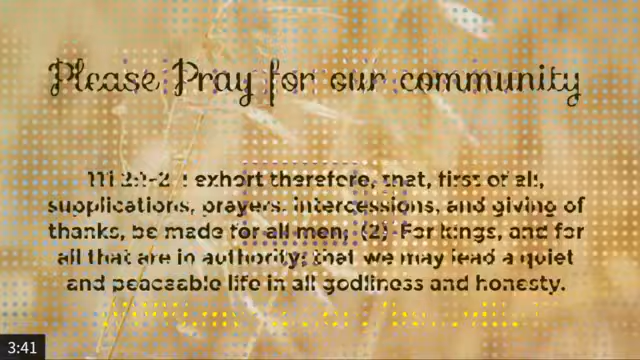 Please Pray for our community
1Ti 2:1-2 I exhort therefore, that, first of all,
supplications, prayers, intercessions, and giving of
thanks, be made for all men; (2) For kings, and for
all that are in authority; that we may lead a quiet
and peaceable life in all godliness and honesty.
3:41